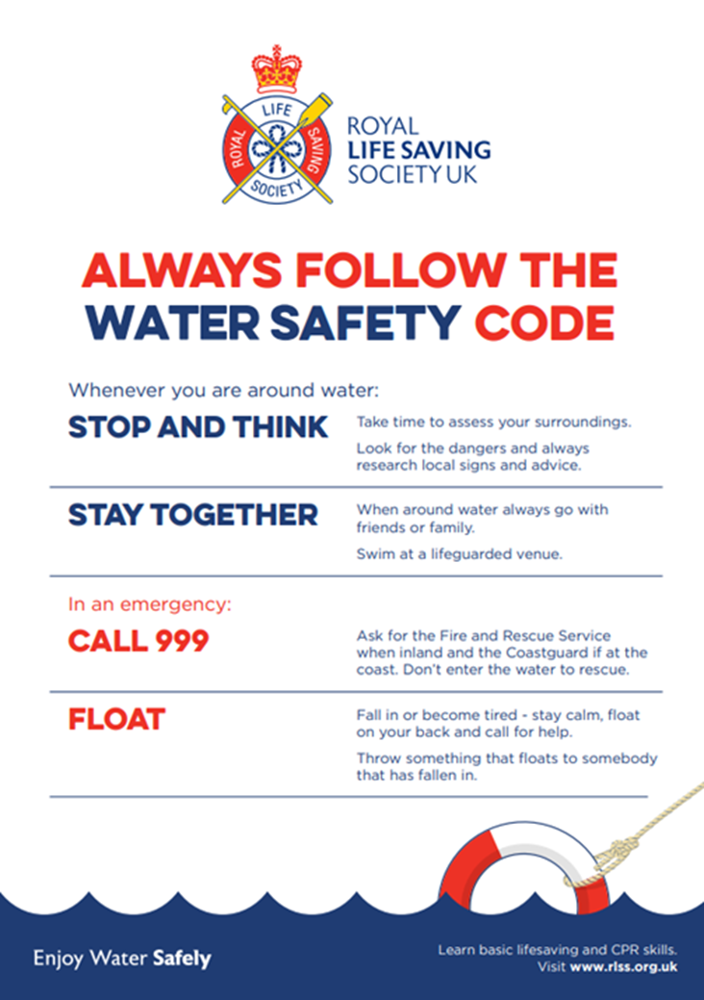 ROYAL LIFE SAVING SOCIETY
ROYAL
LIFE SAVING
SOCIETY UK
ALWAYS FOLLOW THE
WATER SAFETY CODE
Whenever you are around water:
STOP AND THINK
Take time to assess your surroundings.
Look for the dangers and always
research local signs and advice.
STAY TOGETHER
When around water always go with
friends or family.
Swim at a lifeguarded venue.
In an emergency:
CALL 999
Ask for the Fire and Rescue Service
when inland and the Coastguard if at the
coast. Don't enter the water to rescue.
FLOAT
Fall in or become tired - stay calm, float
on your back and call for help.
Throw something that floats to somebody
that has fallen in.
Enjoy Water Safely
Learn basic lifesaving and CPR skills.
Visit www.rlss.org.uk